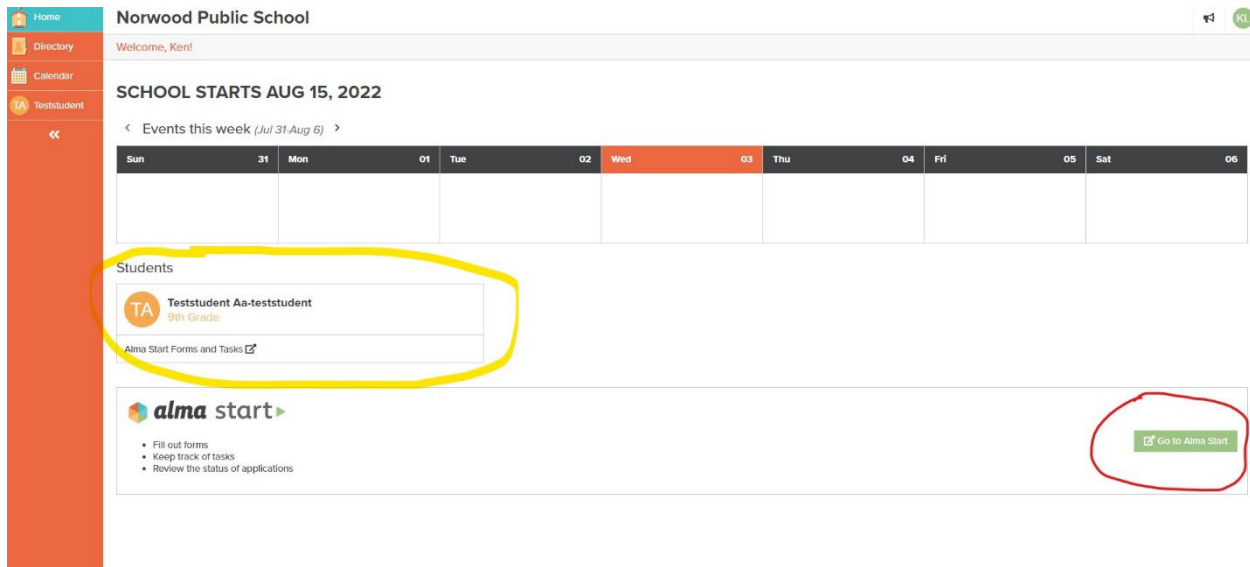 Home
Norwood Public School
KL
Directory
Welcome, Ken!
Calendar
SCHOOL STARTS AUG 15, 2022
TA Teststudent
Events this week (Jul 31-Aug 6)
Sun 31 Mon 01 Tue 02 Wed 03 Thu 04 Fri 05 Sat 06
Students
TA
Teststudent Aa-teststudent
9th Grade
Alma Start Forms and Tasks
alma start
Go to Alma Start
• Fill out forms
• Keep track of tasks
• Review the status of applications